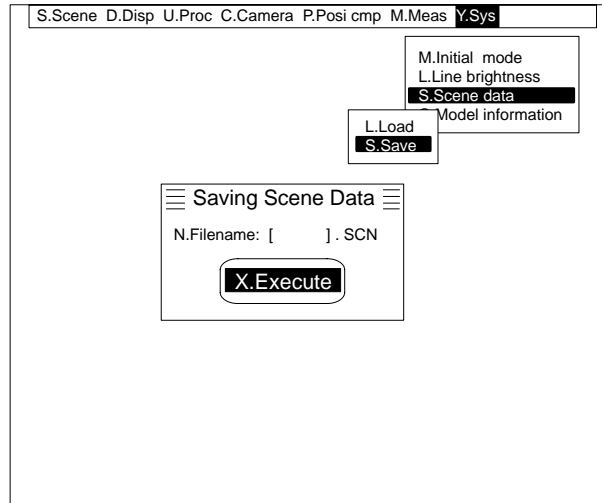 S.Scene D.Disp U.Proc C.Camera P.Posi cmp M.Meas Y.Sys
M.Initial mode
L.Line brightness
S.Scene data
Model information
L.Load
S.Save
Saving Scene Data
N.Filename: [ ] . SCN
X.Execute